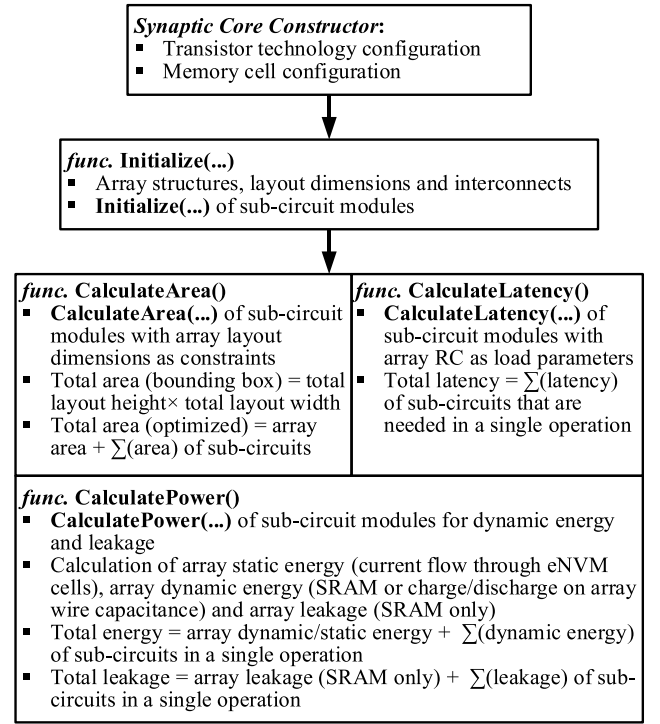 Synaptic Core Constructor:
▪ Transistor technology configuration
▪ Memory cell configuration
func. Initialize(...)
▪ Array structures, layout dimensions and interconnects
▪ Initialize(...) of sub-circuit modules
func. CalculateArea()
▪ CalculateArea(...) of sub-circuit
modules with array layout
dimensions as constraints
▪ Total area (bounding box) = total
layout height× total layout width
▪ Total area (optimized) = array
area + ∑(area) of sub-circuits
func. CalculateLatency()
▪ CalculateLatency(...) of
sub-circuit modules with
array RC as load parameters
▪ Total latency = ∑(latency)
of sub-circuits that are
needed in a single operation
func. CalculatePower()
▪ CalculatePower(...) of sub-circuit modules for dynamic energy
and leakage
▪ Calculation of array static energy (current flow through eNVM
cells), array dynamic energy (SRAM or charge/discharge on array
wire capacitance) and array leakage (SRAM only)
▪ Total energy = array dynamic/static energy + ∑(dynamic energy)
of sub-circuits in a single operation
▪ Total leakage = array leakage (SRAM only) + ∑(leakage) of sub-
circuits in a single operation